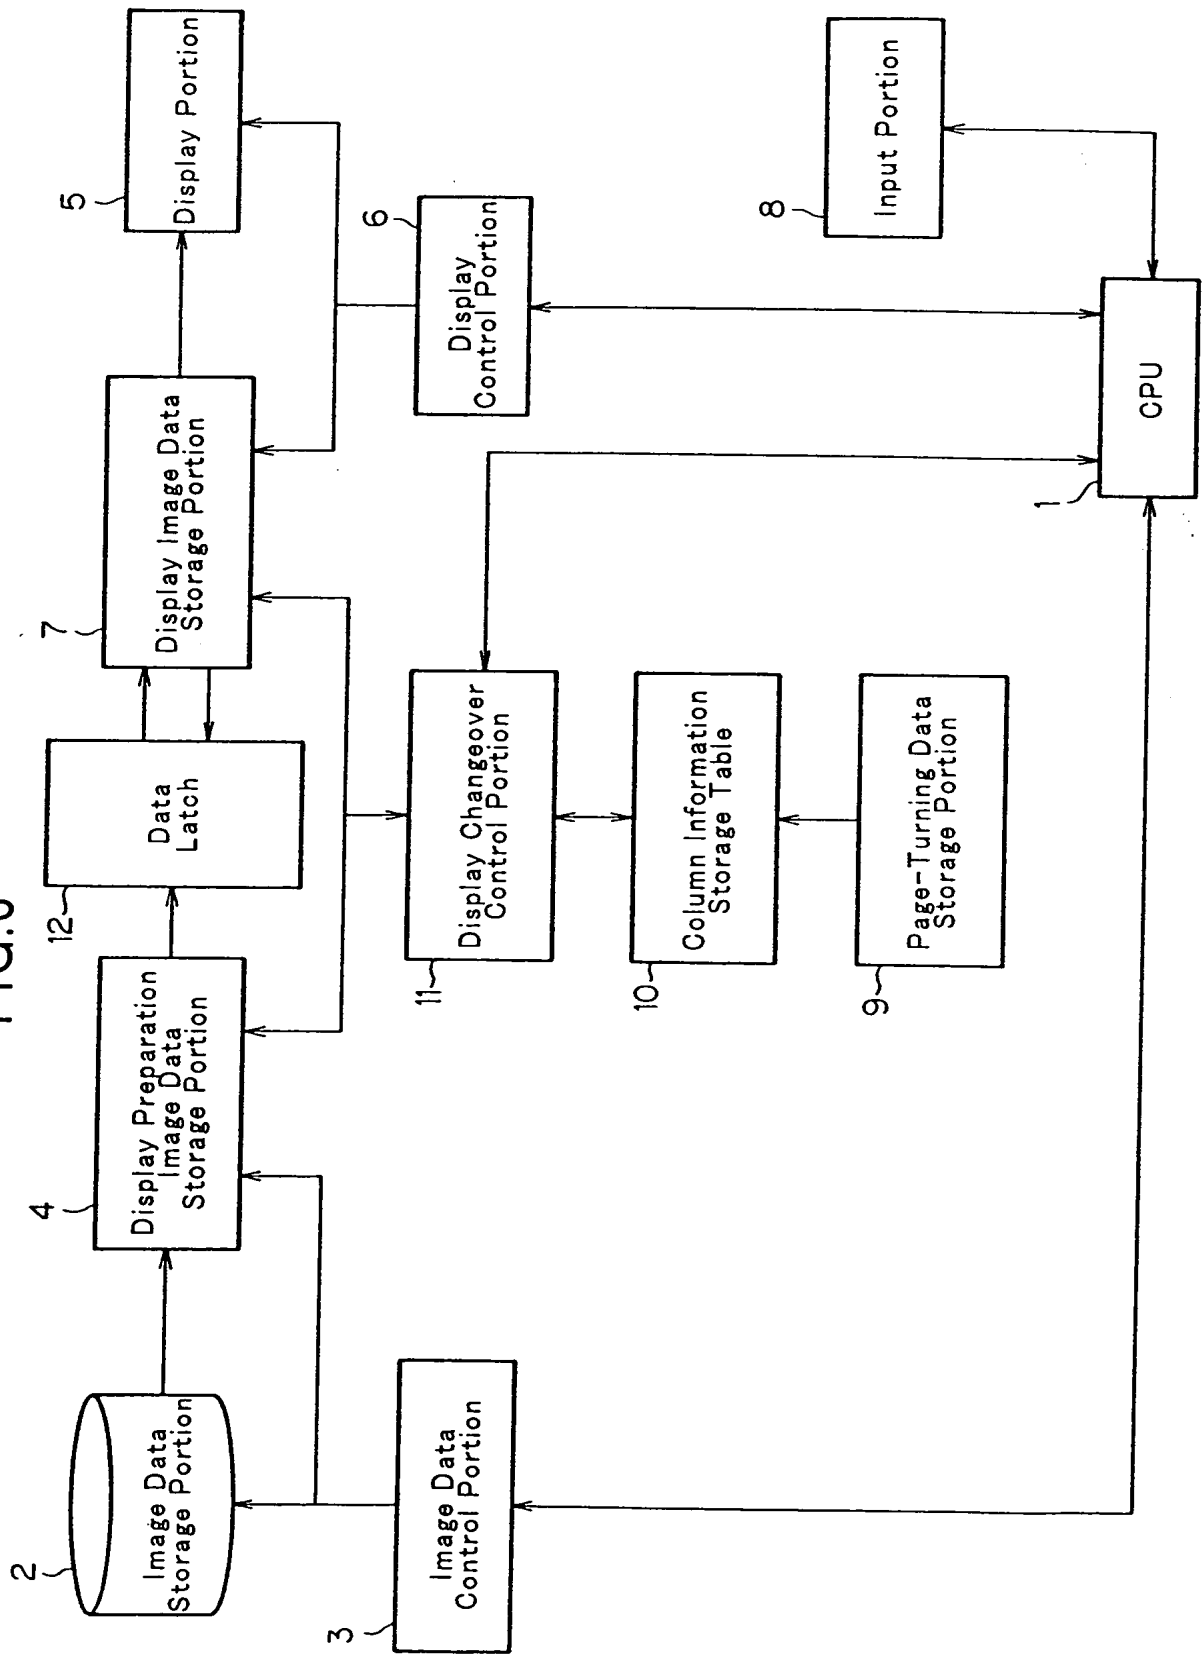 2
Image Data
Storage Portion
4
Display Preparation
Image Data
Storage Portion
12
Data
Latch
7
Display Image Data
Storage Portion
5
Display Portion
3
Image Data
Control Portion
11
Display Changeover
Control Portion
6
Display
Control Portion
10
Column Information
Storage Table
9
Page-Turning Data
Storage Portion
8
Input Portion
1
CPU